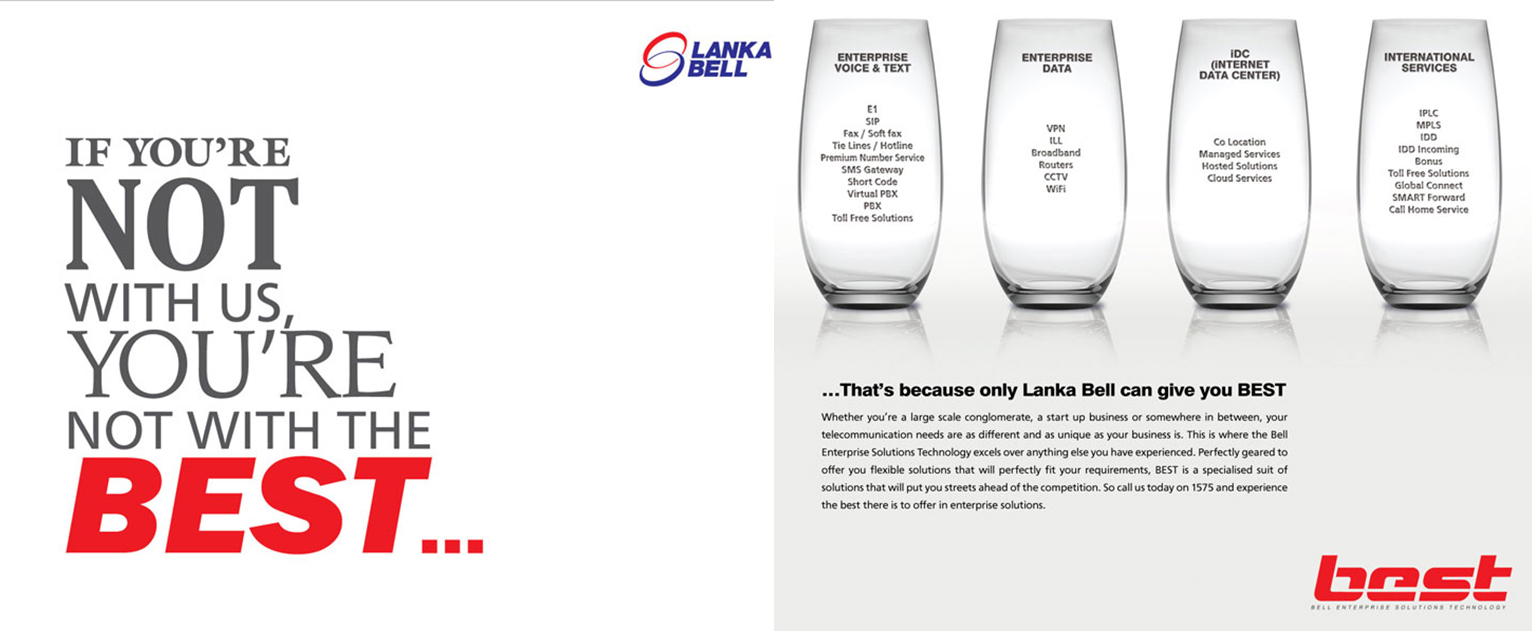 LANKA
BELL
IF YOU'RE
NOT
WITH US,
YOU'RE
NOT WITH THE
BEST...
ENTERPRISE
VOICE & TEXT
E1
SIP
Fax / Soft fax
Tie Lines / Hotline
Premium Number Service
SMS Gateway
Short Code
Virtual PBX
PBX
Toll Free Solutions
ENTERPRISE
DATA
VPN
ILL
Broadband
Routers
CCTV
WiFi
iDC
(iNTERNET
DATA CENTER)
Co Location
Managed Services
Hosted Solutions
Cloud Services
INTERNATIONAL
SERVICES
IPLC
MPLS
IDD
IDD Incoming
Bonus
Toll Free Solutions
Global Connect
SMART Forward
Call Home Service
...That's because only Lanka Bell can give you BEST
Whether you're a large scale conglomerate, a start up business or somewhere in between, your
telecommunication needs are as different and as unique as your business is. This is where the Bell
Enterprise Solutions Technology excels over anything else you have experienced. Perfectly geared to
offer you flexible solutions that will perfectly fit your requirements, BEST is a specialised suit of
solutions that will put you streets ahead of the competition. So call us today on 1575 and experience
the best there is to offer in enterprise solutions.
best
BELL ENTERPRISE SOLUTIONS TECHNOLOGY